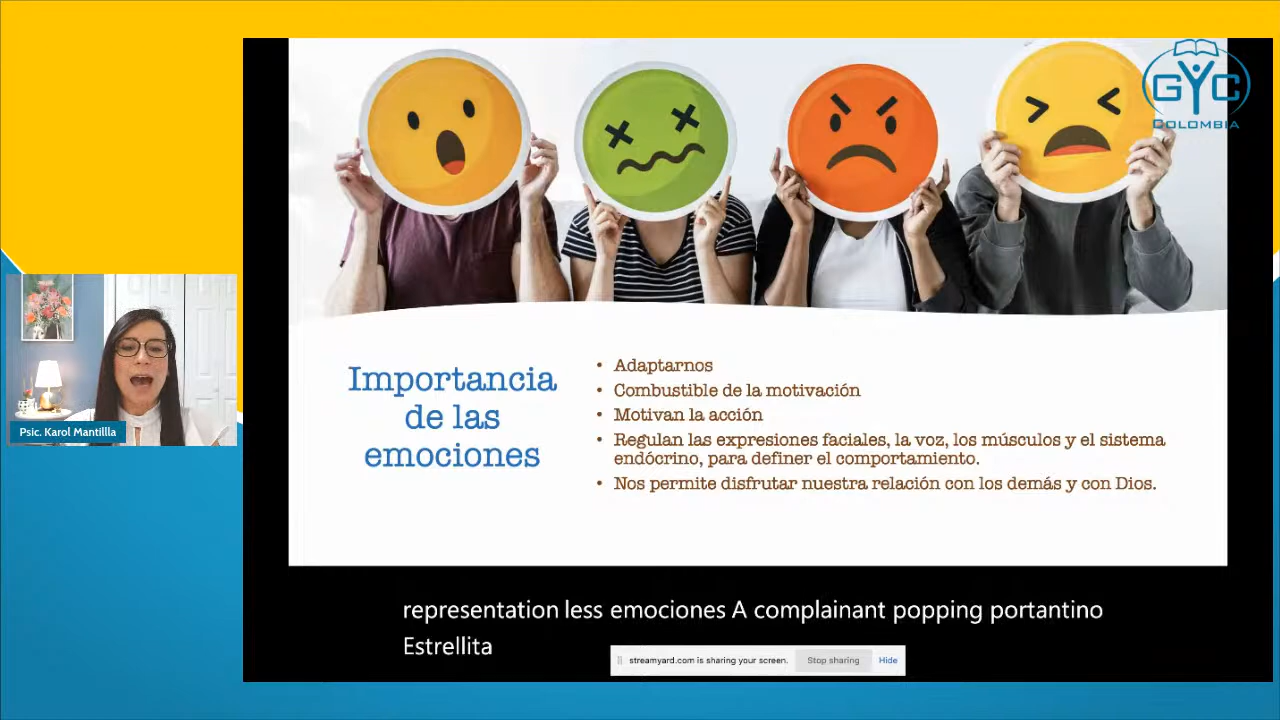 GYC
COLOMBIA
Importancia
de las
emociones
• Adaptarnos
• Combustible de la motivación
• Motivan la acción
• Regulan las expresiones faciales, la voz, los músculos y el sistema
endócrino, para definer el comportamiento.
• Nos permite disfrutar nuestra relación con los demás y con Dios.
Psic. Karol Mantillla
representation less emociones A complainant popping portantino
Estrellita
streamyard.com is sharing your screen. Stop sharing Hide